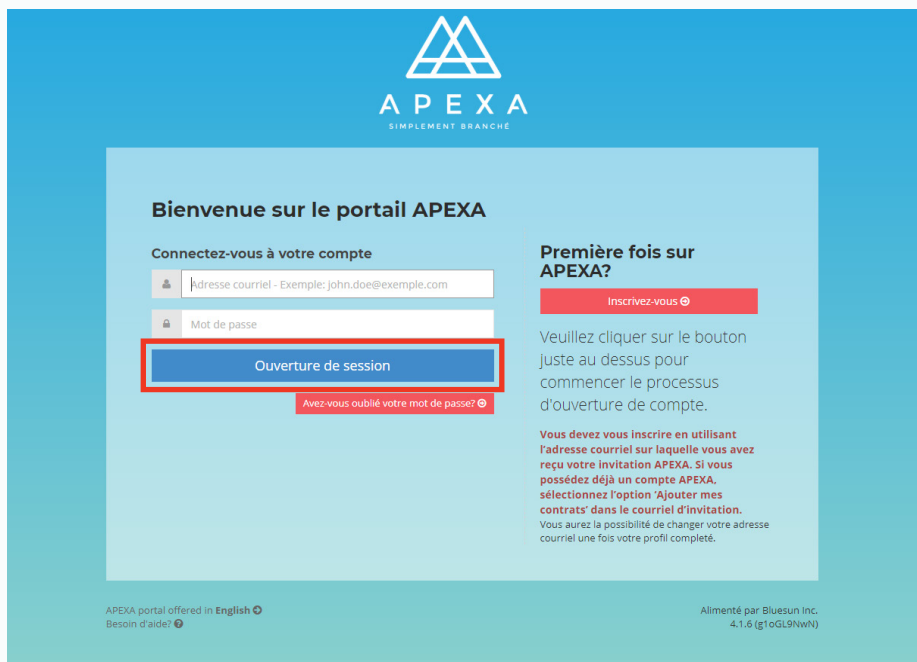 APEXA
SIMPLEMENT BRANCHÉ
Bienvenue sur le portail APEXA
Connectez-vous à votre compte
Adresse courriel - Exemple: john.doe@exemple.com
Mot de passe
Ouverture de session
Avez-vous oublié votre mot de passe?
Première fois sur
APEXA?
Inscrivez-vous
Veuillez cliquer sur le bouton
juste au dessus pour
commencer le processus
d'ouverture de compte.
Vous devez vous inscrire en utilisant
l'adresse courriel sur laquelle vous avez
reçu votre invitation APEXA. Si vous
possédez déjà un compte APEXA,
sélectionnez l'option 'Ajouter mes
contrats' dans le courriel d'invitation.
Vous aurez la possibilité de changer votre adresse
courriel une fois votre profil completé.
APEXA portal offered in English
Besoin d'aide?
Alimenté par Bluesun Inc.
4.1.6 (g1oGL9NwN)